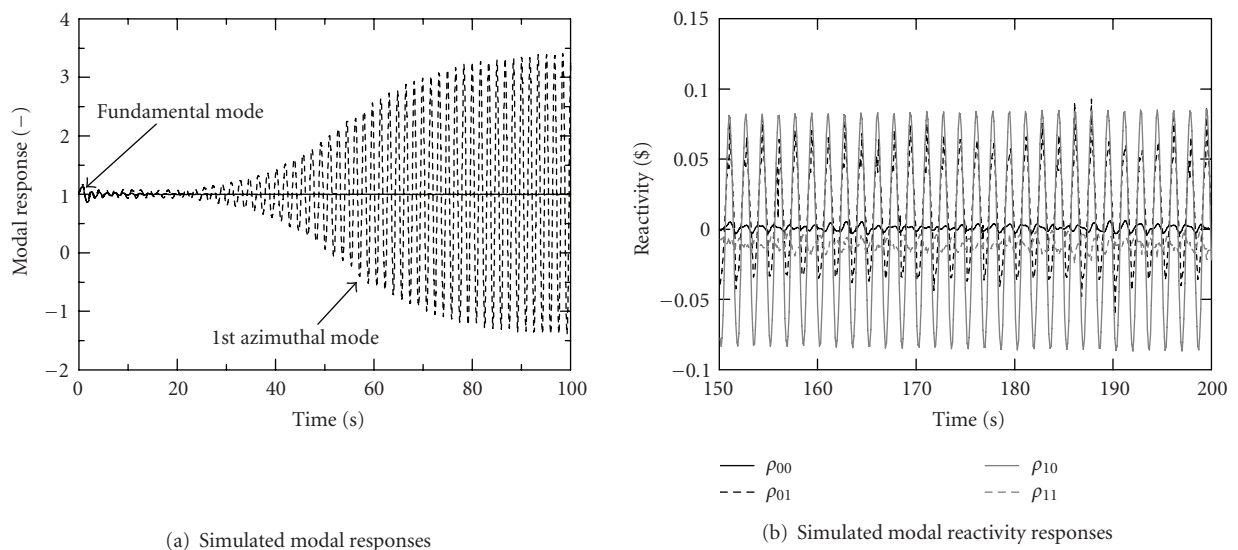 4
3
2
1
0
−1
−2
Modal response (−)
Fundamental mode
1st azimuthal mode
0 20 40 60 80 100
Time (s)
(a) Simulated modal responses
0.15
0.1
0.05
0
−0.05
−0.1
Reactivity ($)
150 160 170 180 190 200
Time (s)
ρ00
ρ01
ρ10
ρ11
(b) Simulated modal reactivity responses